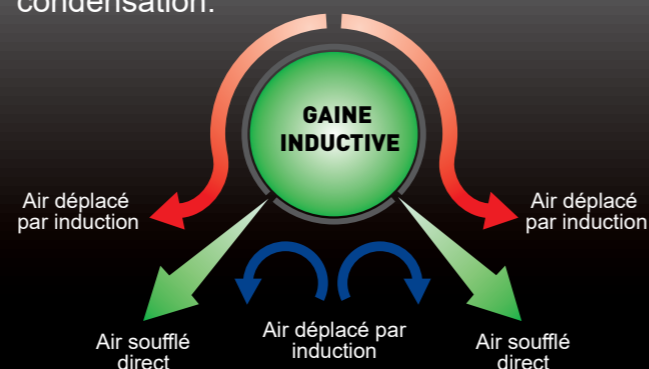 condensation.
GAINE
INDUCTIVE
Air déplacé
par induction
Air déplacé
par induction
Air soufflé
direct
Air déplacé par
induction
Air soufflé
direct